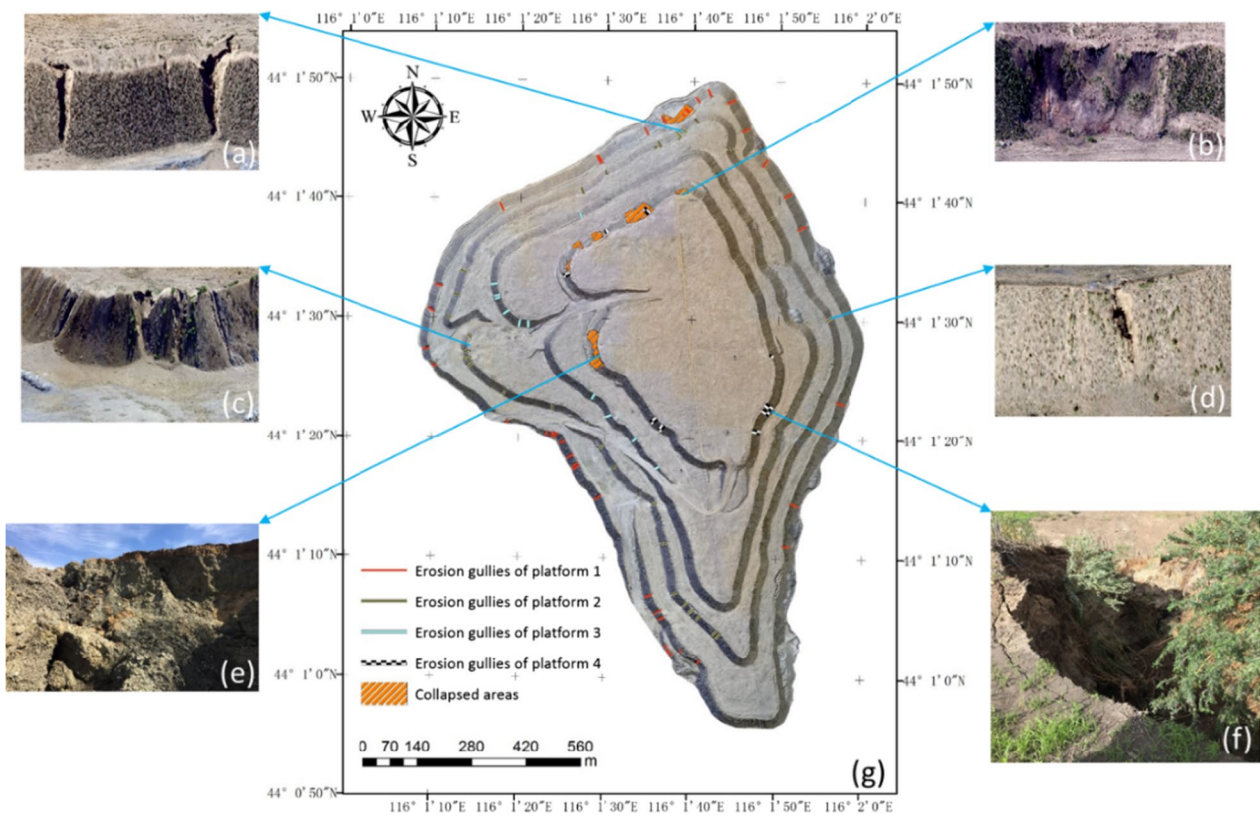 116° 1′0″E 116° 1′10″E 116° 1′20″E 116° 1′30″E 116° 1′40″E 116° 1′50″E 116° 2′0″E
44° 1′50″N
44° 1′40″N
44° 1′30″N
44° 1′20″N
44° 1′10″N
44° 1′0″N
44° 0′50″N
N
W E
S
(a)
(c)
(e)
Erosion gullies of platform 1
Erosion gullies of platform 2
Erosion gullies of platform 3
Erosion gullies of platform 4
Collapsed areas
0 70 140 280 420 560
m
(g)
(b)
(d)
(f)
44° 1′50″N
44° 1′40″N
44° 1′30″N
44° 1′20″N
44° 1′10″N
44° 1′0″N
116° 1′10″E 116° 1′20″E 116° 1′30″E 116° 1′40″E 116° 1′50″E 116° 2′0″E